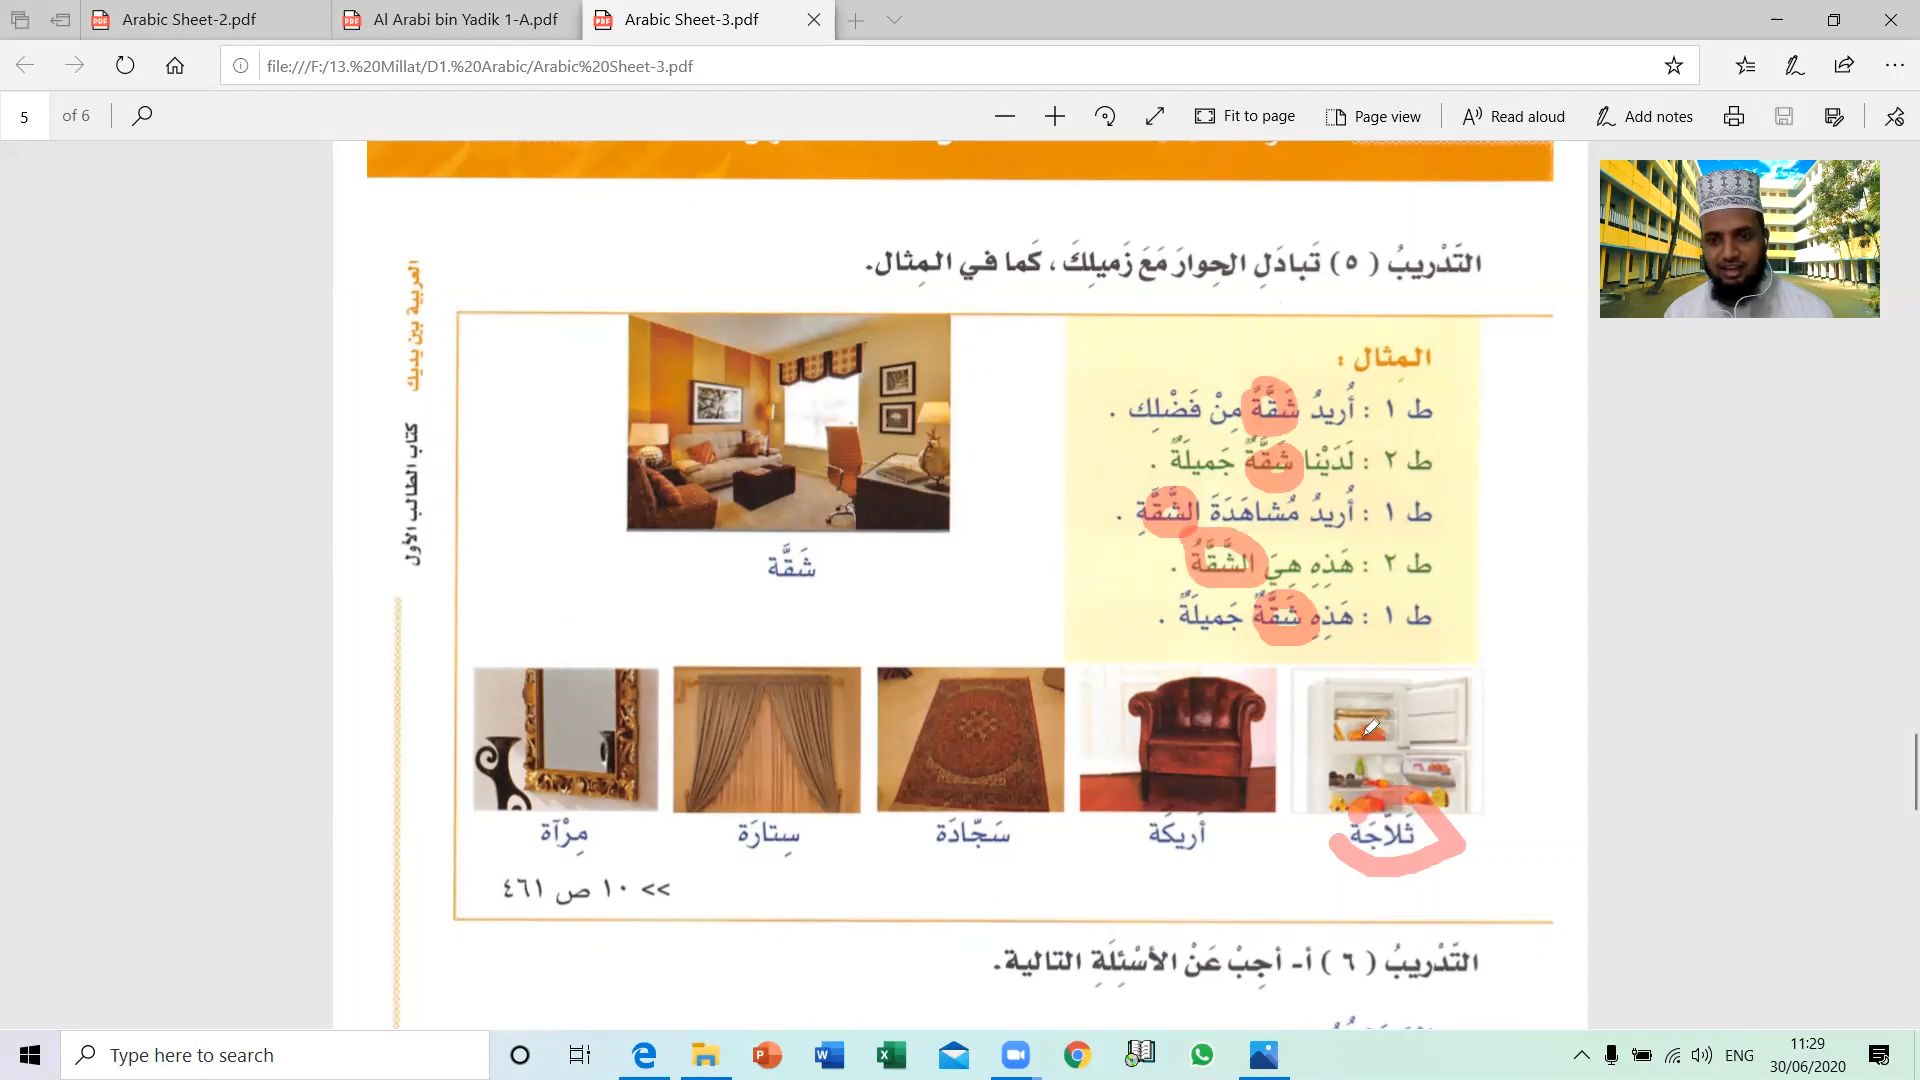 Arabic Sheet-2.pdf
Al Arabi bin Yadik 1-A.pdf
Arabic Sheet-3.pdf
file:///F:/13.%20Millat/D1.%20Arabic/Arabic%20Sheet-3.pdf
5 of 6
Fit to page
Page view
Read aloud
Add notes
التَّدْرِيبُ ( ٥ ) تَبادَلِ الحِوارَ مَعَ زَميلِكَ ، كَما في المِثال.
العربية بين يديك
كتاب الطالب الأول
المِثال :
ط ١ : أُريدُ شَقَّةً مِنْ فَضْلِك .
ط ٢ : لَدَيْنا شَقَّةٌ جَميلَةٌ .
ط ١ : أُريدُ مُشاهَدَةَ الشَّقَّةِ .
ط ٢ : هَذِهِ هِيَ الشَّقَّةُ .
ط ١ : هَذِهِ شَقَّةٌ جَميلَةٌ .
شَقَّة
ثَلاَّجَة
أَريكَة
سَجّادَة
سِتارَة
مِرْآة
>> ١٠ ص ٤٦١
التَّدْرِيبُ ( ٦ ) أ- أجِبْ عَنْ الأسْئِلَةِ التالية.
Type here to search
ENG
11:29
30/06/2020